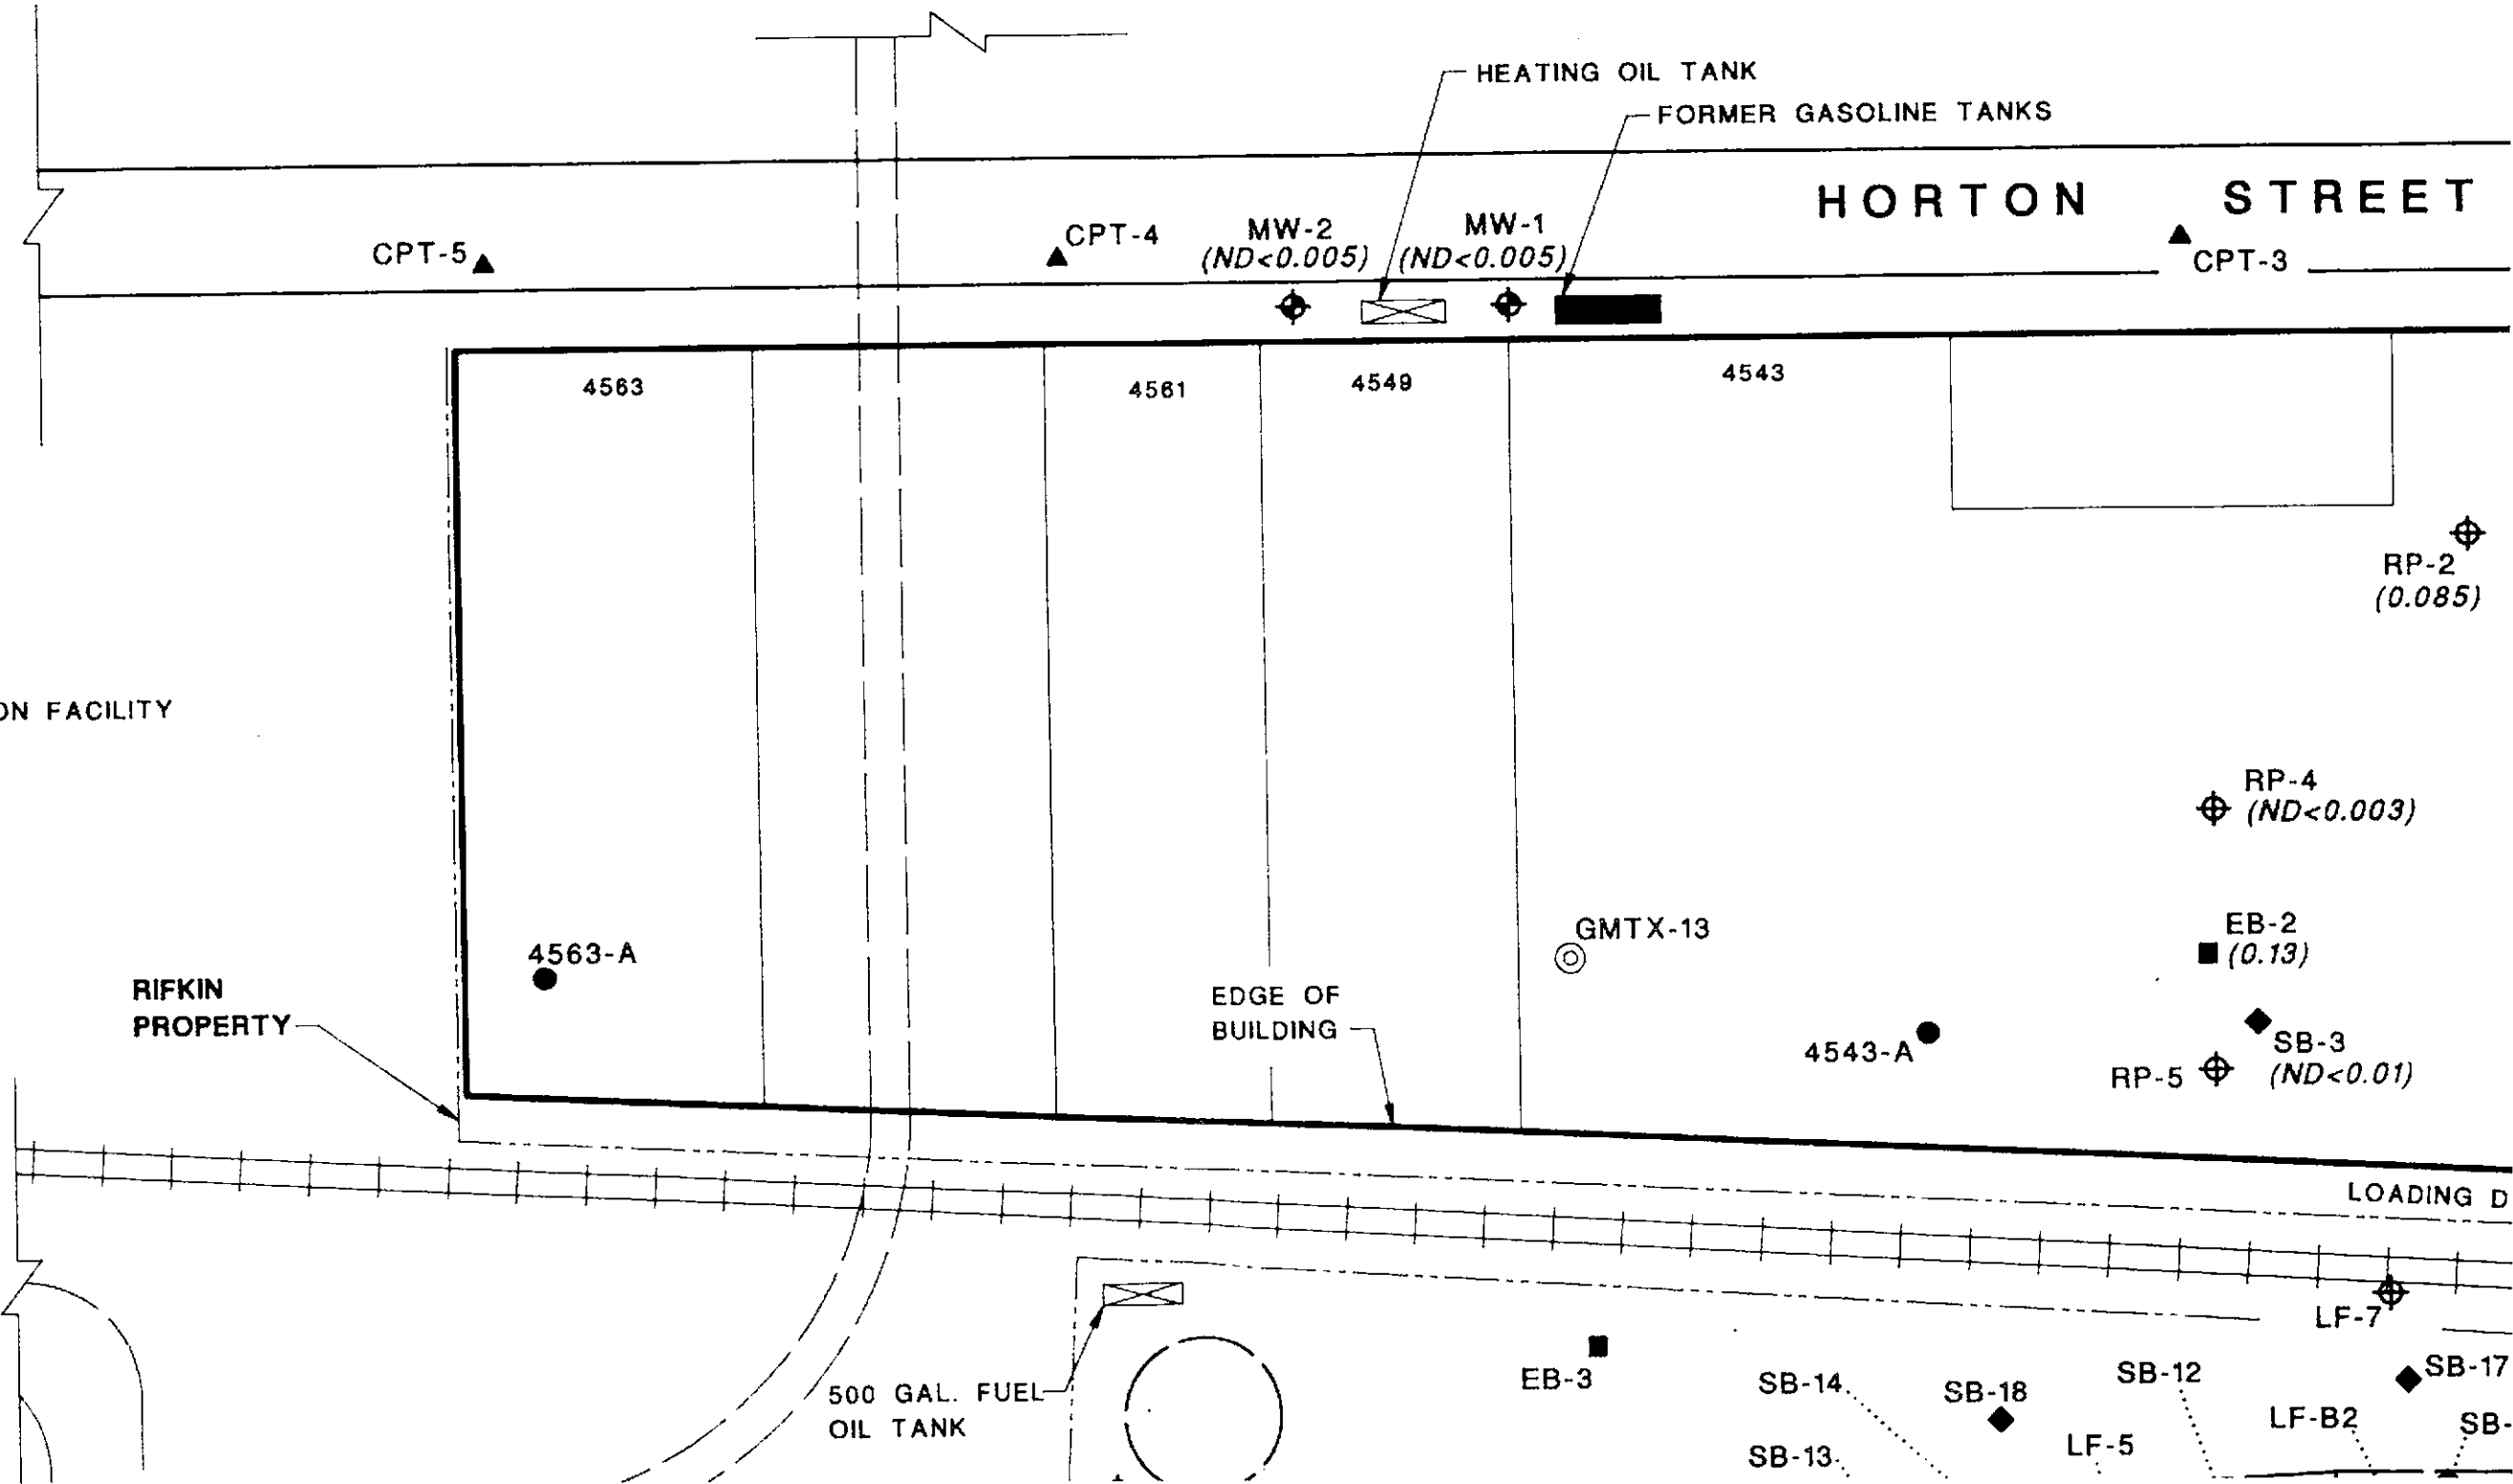 HEATING OIL TANK
FORMER GASOLINE TANKS
HORTON STREET
CPT-5
CPT-4
MW-2
(ND<0.005)
MW-1
(ND<0.005)
CPT-3
4563
4561
4549
4543
RP-2
(0.085)
ON FACILITY
RP-4
(ND<0.003)
GMTX-13
EB-2
(0.13)
4563-A
RIFKIN
PROPERTY
EDGE OF
BUILDING
4543-A
SB-3
(ND<0.01)
RP-5
LOADING D
LF-7
500 GAL. FUEL
OIL TANK
EB-3
SB-14
SB-18
SB-12
SB-17
LF-B2
SB-
LF-5
SB-13